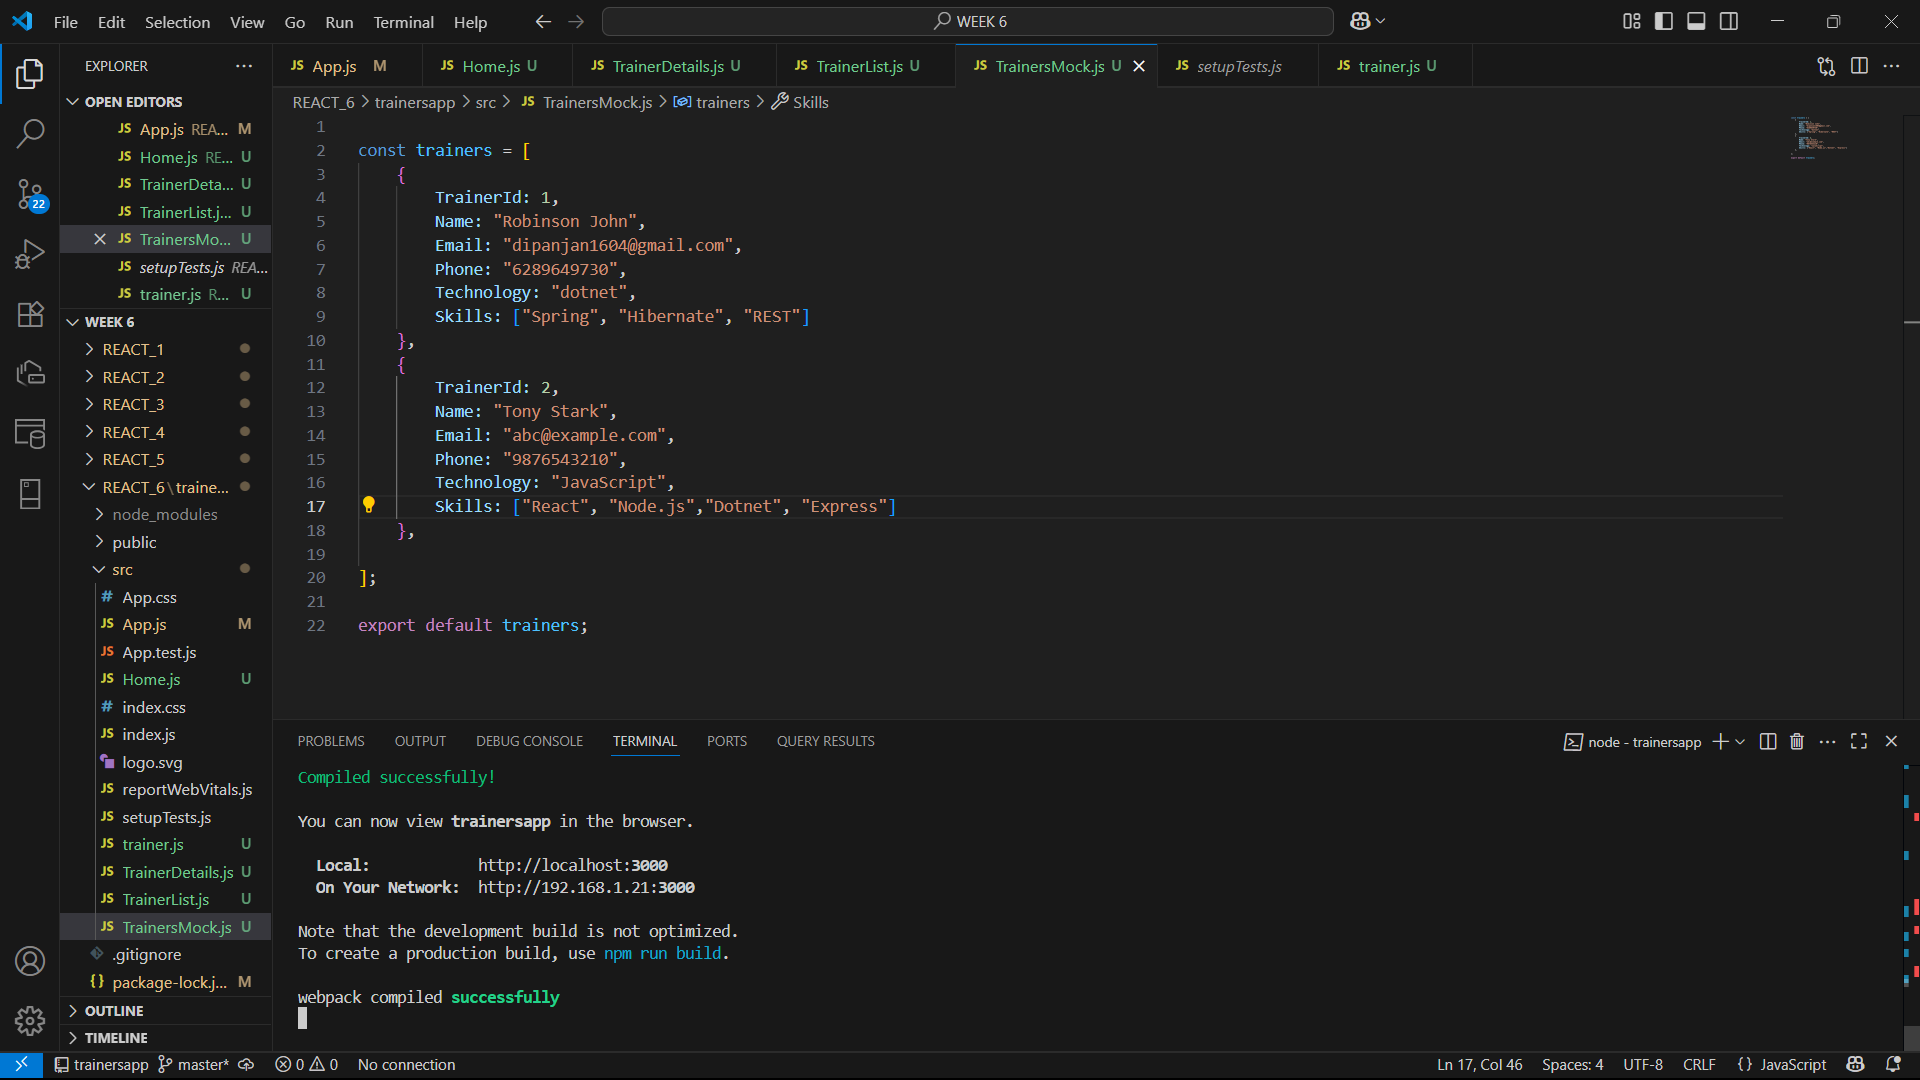 File Edit Selection View Go Run Terminal Help
WEEK 6
EXPLORER
OPEN EDITORS
JS App.js REA... M
JS Home.js RE... U
JS TrainerDeta... U
JS TrainerList.j... U
JS TrainersMo... U
JS setupTests.js REA...
JS trainer.js R... U
WEEK 6
REACT_1
REACT_2
REACT_3
REACT_4
REACT_5
REACT_6\traine...
node_modules
public
src
# App.css
JS App.js M
JS App.test.js
JS Home.js U
# index.css
JS index.js
logo.svg
JS reportWebVitals.js
JS setupTests.js
JS trainer.js U
JS TrainerDetails.js U
JS TrainerList.js U
JS TrainersMock.js U
.gitignore
{} package-lock.j... M
OUTLINE
TIMELINE
22
JS App.js M JS Home.js U JS TrainerDetails.js U JS TrainerList.js U JS TrainersMock.js U JS setupTests.js JS trainer.js U
REACT_6 > trainersapp > src > JS TrainersMock.js > trainers > Skills
1
2 const trainers = [
3 {
4 TrainerId: 1,
5 Name: "Robinson John",
6 Email: "dipanjan1604@gmail.com",
7 Phone: "6289649730",
8 Technology: "dotnet",
9 Skills: ["Spring", "Hibernate", "REST"]
10 },
11 {
12 TrainerId: 2,
13 Name: "Tony Stark",
14 Email: "abc@example.com",
15 Phone: "9876543210",
16 Technology: "JavaScript",
17 Skills: ["React", "Node.js","Dotnet", "Express"]
18 },
19
20 ];
21
22 export default trainers;
PROBLEMS OUTPUT DEBUG CONSOLE TERMINAL PORTS QUERY RESULTS
node - trainersapp
Compiled successfully!
You can now view trainersapp in the browser.
Local: http://localhost:3000
On Your Network: http://192.168.1.21:3000
Note that the development build is not optimized.
To create a production build, use npm run build.
webpack compiled successfully
trainersapp master* 0 0 No connection
Ln 17, Col 46 Spaces: 4 UTF-8 CRLF {} JavaScript